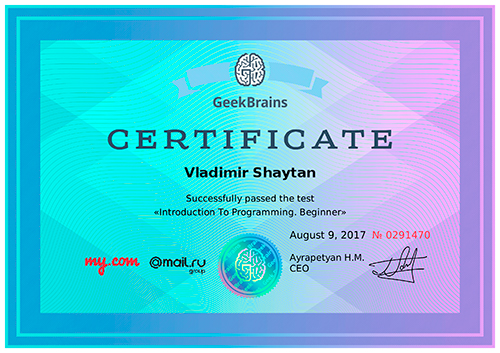 GeekBrains
CERTIFICATE
Vladimir Shaytan
Successfully passed the test
«Introduction To Programming. Beginner»
August 9, 2017 № 0291470
my.com @mail.ru group
Ayrapetyan H.M.
CEO